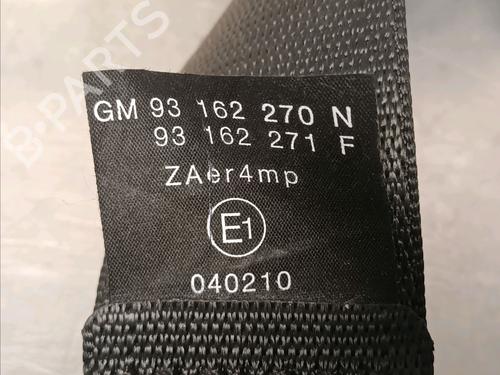 GM 93 162 270 N
93 162 271 F
ZAer4mp
E1
040210
B-PARTS